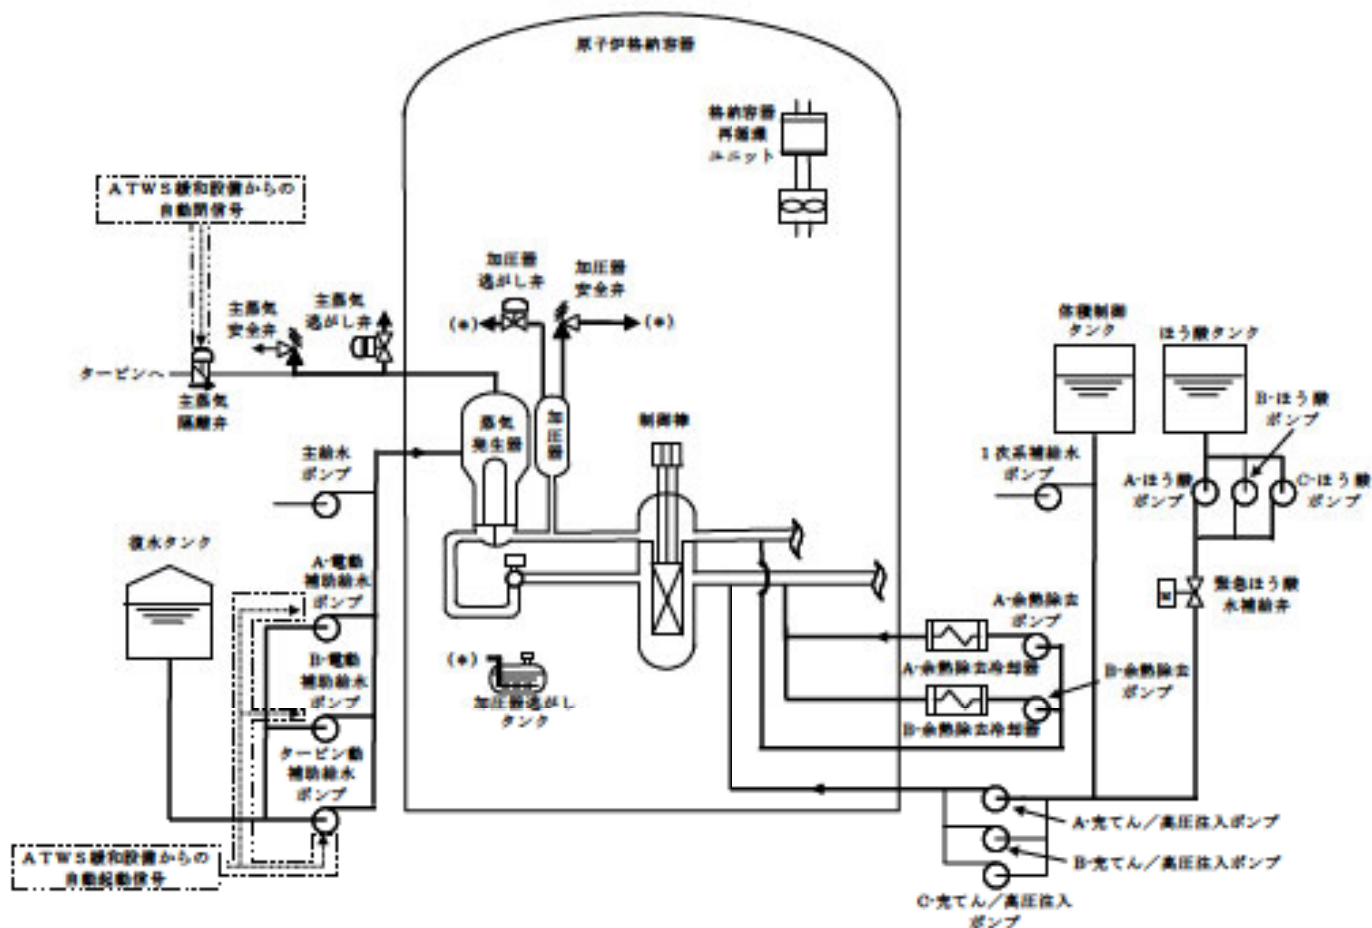 原子炉格納容器
格納容器
再循環
ユニット
ATWS緩和設備からの
自動閉信号
加圧器
逃がし弁
加圧器
安全弁
主蒸気
安全弁
主蒸気
逃がし弁
(*)
(*)
体積制御
タンク
ほう酸タンク
タービンへ
主蒸気
隔離弁
蒸気
発生器
加圧器
制御棒
B-ほう酸
ポンプ
主給水
ポンプ
1次系補給水
ポンプ
A-ほう酸
ポンプ
C-ほう酸
ポンプ
復水タンク
A-電動
補助給水
ポンプ
緊急ほう酸
水補給弁
M
A-余熱除去
ポンプ
A-余熱除去冷却器
B-電動
補助給水
ポンプ
(*)
加圧器逃がし
タンク
B-余熱除去
ポンプ
B-余熱除去冷却器
タービン動
補助給水
ポンプ
ATWS緩和設備からの
自動起動信号
A-充てん/高圧注入ポンプ
B-充てん/高圧注入ポンプ
C-充てん/高圧注入
ポンプ